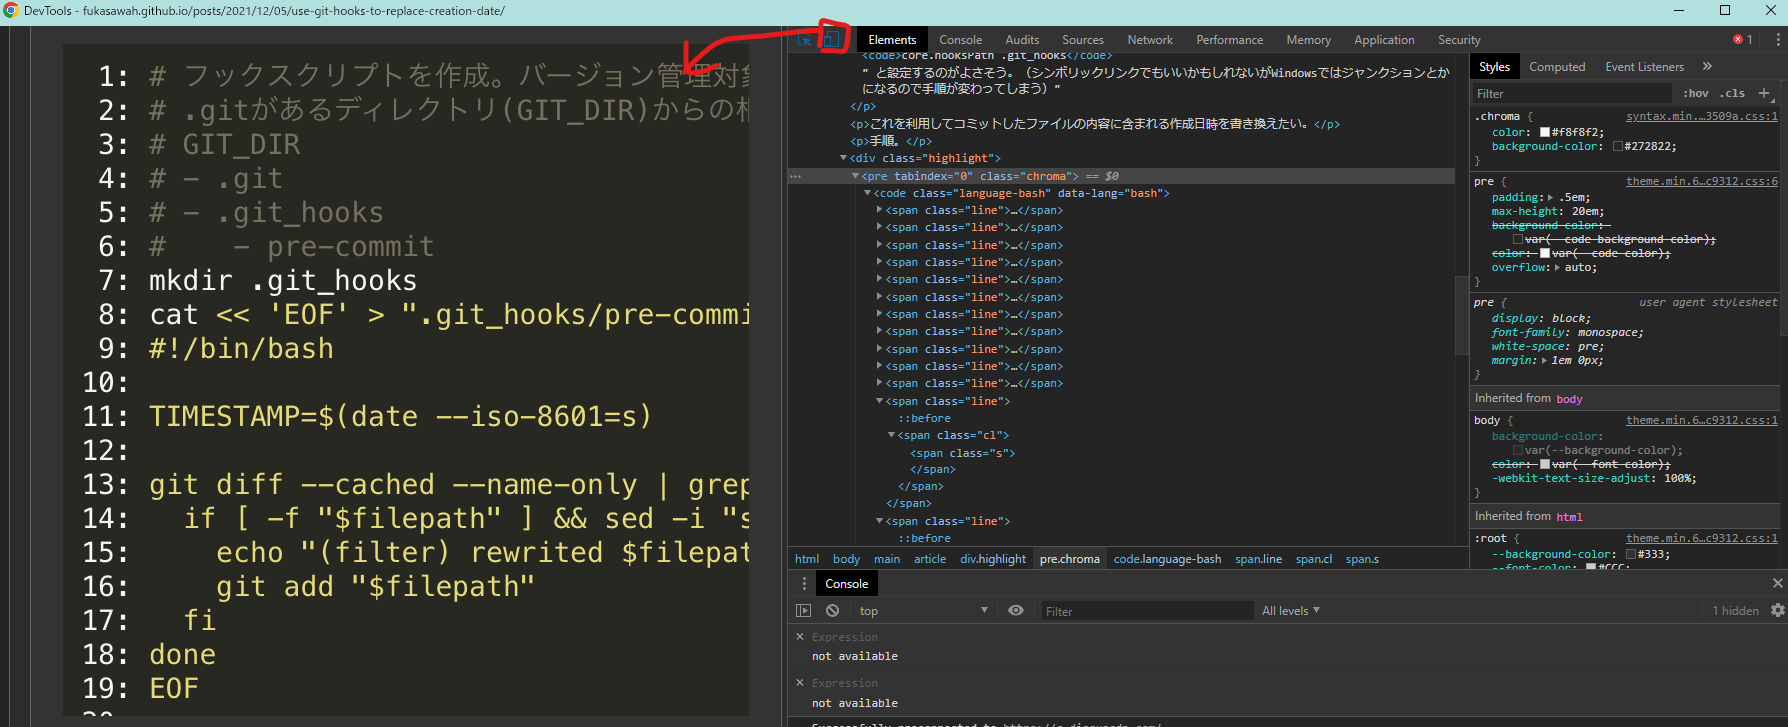 DevTools - fukasawah.github.io/posts/2021/12/05/use-git-hooks-to-replace-creation-date/
1: # フックスクリプトを作成。バージョン管理対象
2: # .gitがあるディレクトリ(GIT_DIR)からの相
3: # GIT_DIR
4: # - .git
5: # - .git_hooks
6: #    - pre-commit
7: mkdir .git_hooks
8: cat << 'EOF' > ".git_hooks/pre-commi
9: #!/bin/bash
10:
11: TIMESTAMP=$(date --iso-8601=s)
12:
13: git diff --cached --name-only | grep
14:   if [ -f "$filepath" ] && sed -i "s
15:     echo "(filter) rewrited $filepat
16:     git add "$filepath"
17:   fi
18: done
19: EOF
Elements Console Audits Sources Network Performance Memory Application Security 1
<code>core.hooksPath .git_hooks</code>
" と設定するのがよさそう。（シンボリックリンクでもいいかもしれないがWindowsではジャンクションとか
になるので手順が変わってしまう）"
</p>
<p>これを利用してコミットしたファイルの内容に含まれる作成日時を書き換えたい。</p>
<p>手順。</p>
<div class="highlight">
<pre tabindex="0" class="chroma"> == $0
<code class="language-bash" data-lang="bash">
<span class="line">…</span>
<span class="line">…</span>
<span class="line">…</span>
<span class="line">…</span>
<span class="line">…</span>
<span class="line">…</span>
<span class="line">…</span>
<span class="line">…</span>
<span class="line">…</span>
<span class="line">…</span>
<span class="line">…</span>
<span class="line">
::before
<span class="cl">
<span class="s">
</span>
</span>
</span>
<span class="line">
::before
html body main article div.highlight pre.chroma code.language-bash span.line span.cl span.s
Styles Computed Event Listeners »
Filter :hov .cls +
.chroma { syntax.min.…3509a.css:1
color: #f8f8f2;
background-color: #272822;
}
pre { theme.min.6…c9312.css:6
padding: .5em;
max-height: 20em;
background-color:
var(--code-background-color);
color: var(--code-color);
overflow: auto;
}
pre { user agent stylesheet
display: block;
font-family: monospace;
white-space: pre;
margin: 1em 0px;
}
Inherited from body
body { theme.min.6…c9312.css:1
background-color:
var(--background-color);
color: var(--font-color);
-webkit-text-size-adjust: 100%;
}
Inherited from html
:root { theme.min.6…c9312.css:1
--background-color: #333;
--font-color: #CCC;
Console
top Filter All levels 1 hidden
Expression
not available
Expression
not available
Successfully preconnected to https://c.disquscdn.com/